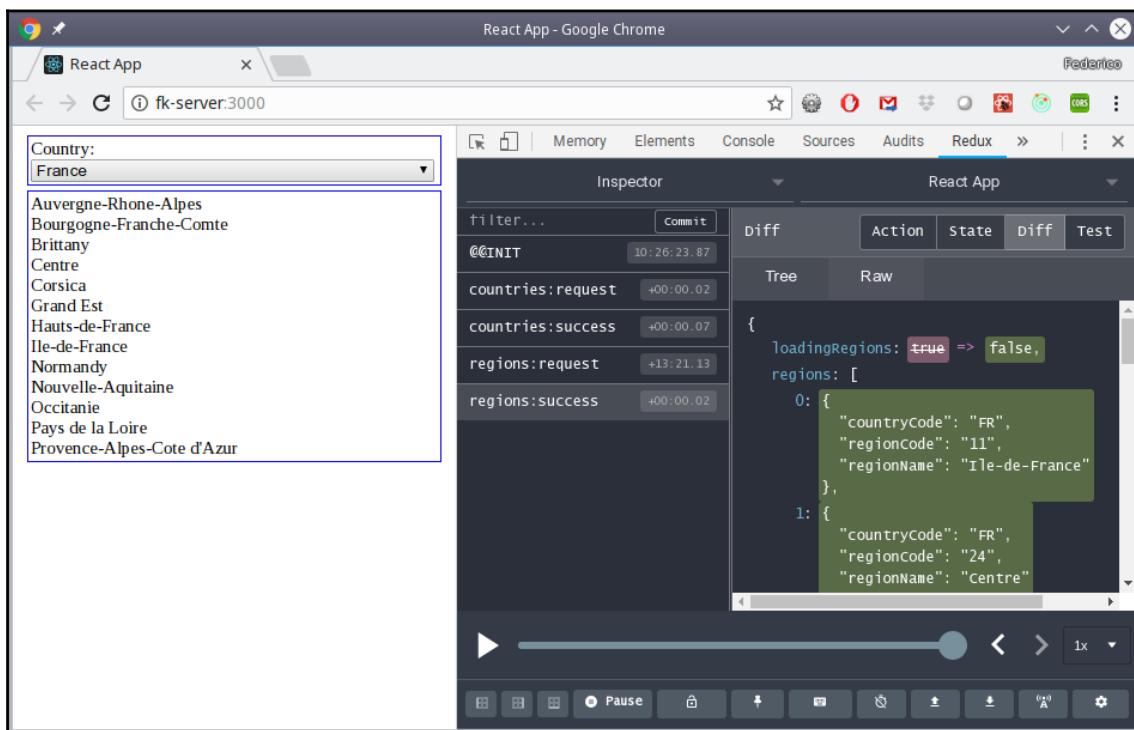 React App - Google Chrome
React App
Federico
fk-server:3000
CORS
Country:
France
Auvergne-Rhone-Alpes
Bourgogne-Franche-Comte
Brittany
Centre
Corsica
Grand Est
Hauts-de-France
Ile-de-France
Normandy
Nouvelle-Aquitaine
Occitanie
Pays de la Loire
Provence-Alpes-Cote d'Azur
Memory Elements Console Sources Audits Redux »
Inspector
React App
filter... Commit
@@INIT 10:26:23.87
countries:request +00:00.02
countries:success +00:00.07
regions:request +13:21.13
regions:success +00:00.02
Diff Action State Diff Test
Tree Raw
{
loadingRegions: true => false,
regions: [
0: {
"countryCode": "FR",
"regionCode": "11",
"regionName": "Ile-de-France"
},
1: {
"countryCode": "FR",
"regionCode": "24",
"regionName": "Centre"
1x
Pause